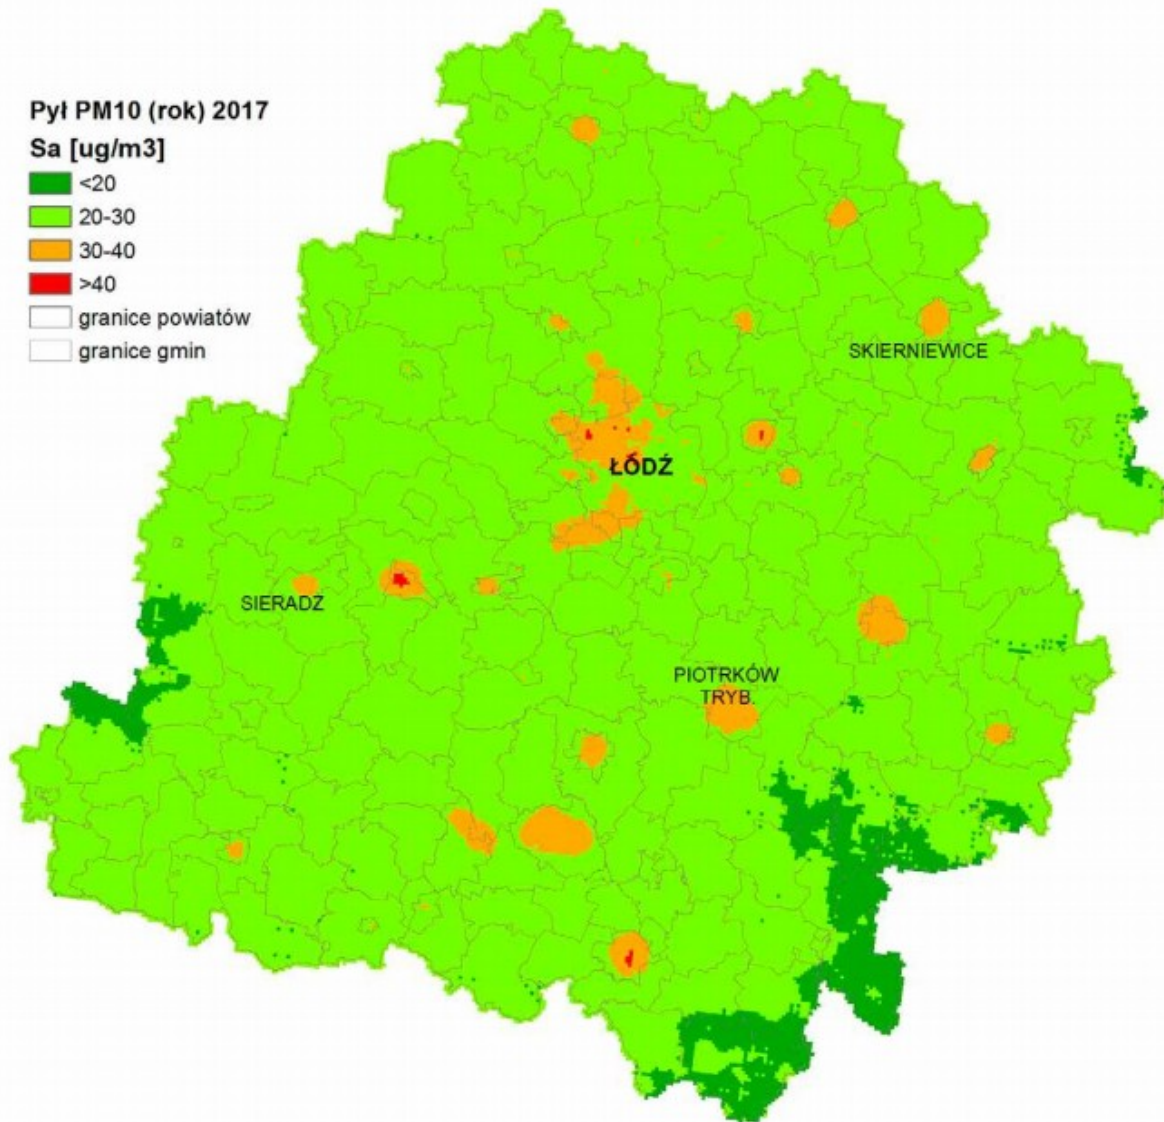 Pył PM10 (rok) 2017
Sa [ug/m3]
<20
20-30
30-40
>40
granice powiatów
granice gmin
SKIERNIEWICE
ŁÓDŹ
SIERADZ
PIOTRKÓW
TRYB.